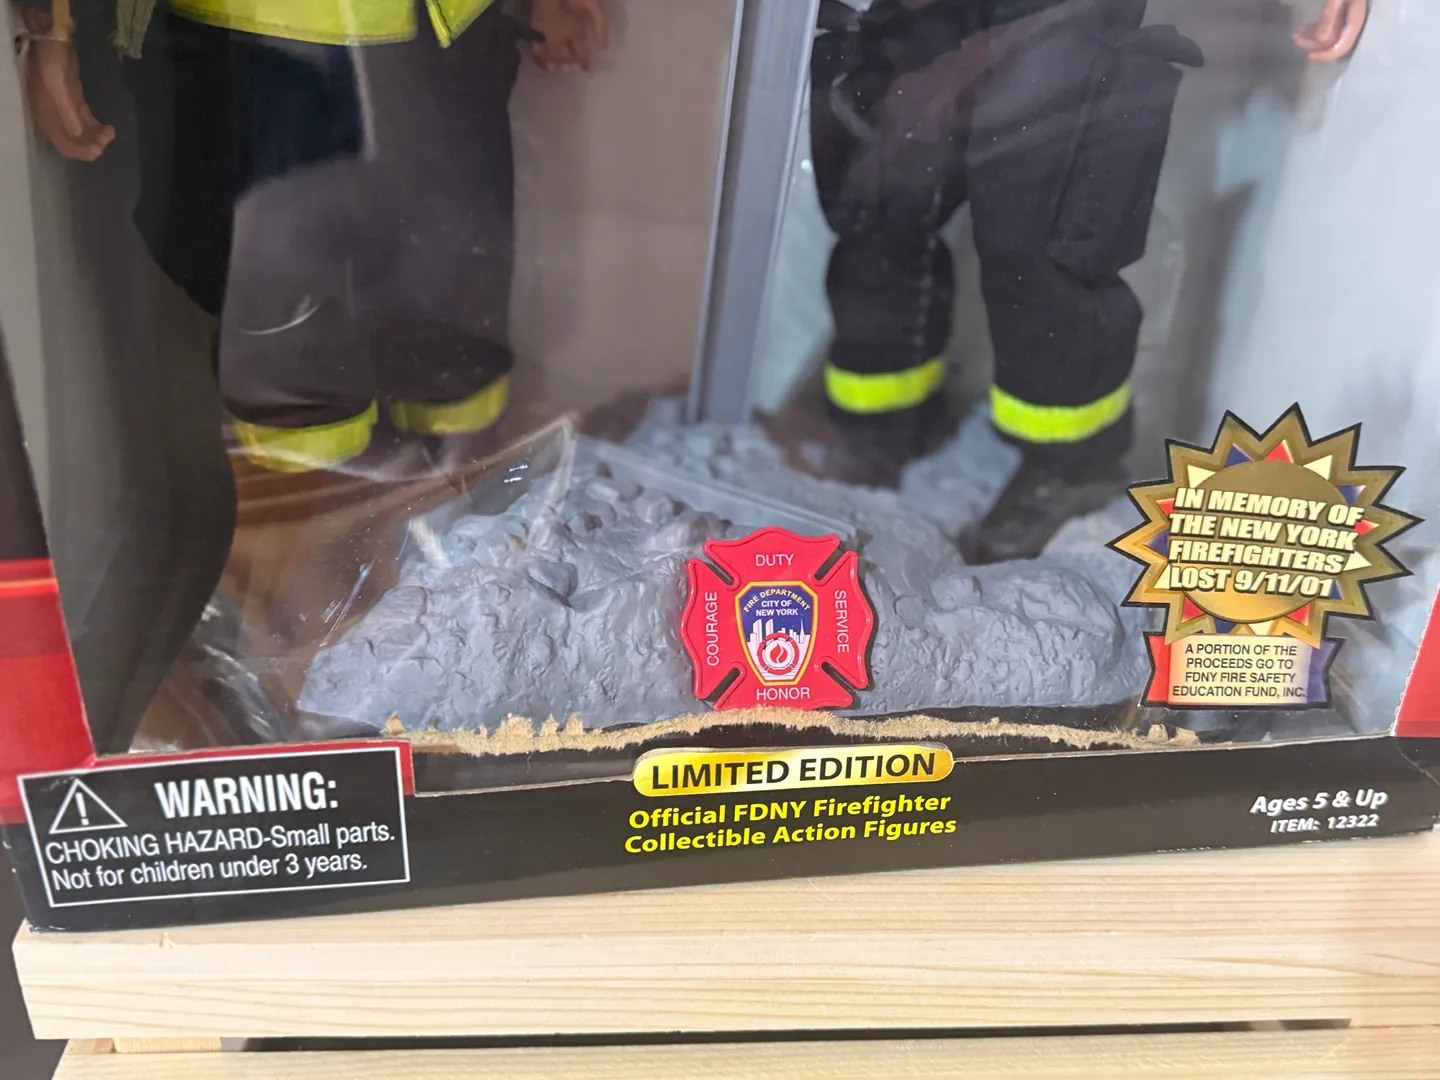 IN MEMORY OF
THE NEW YORK
FIREFIGHTERS
LOST 9/11/01
A PORTION OF THE
PROCEEDS GO TO
FDNY FIRE SAFETY
EDUCATION FUND, INC.
DUTY
COURAGE
SERVICE
HONOR
FIRE DEPARTMENT
CITY OF
NEW YORK
WARNING:
CHOKING HAZARD-Small parts.
Not for children under 3 years.
LIMITED EDITION
Official FDNY Firefighter
Collectible Action Figures
Ages 5 & Up
ITEM: 12322